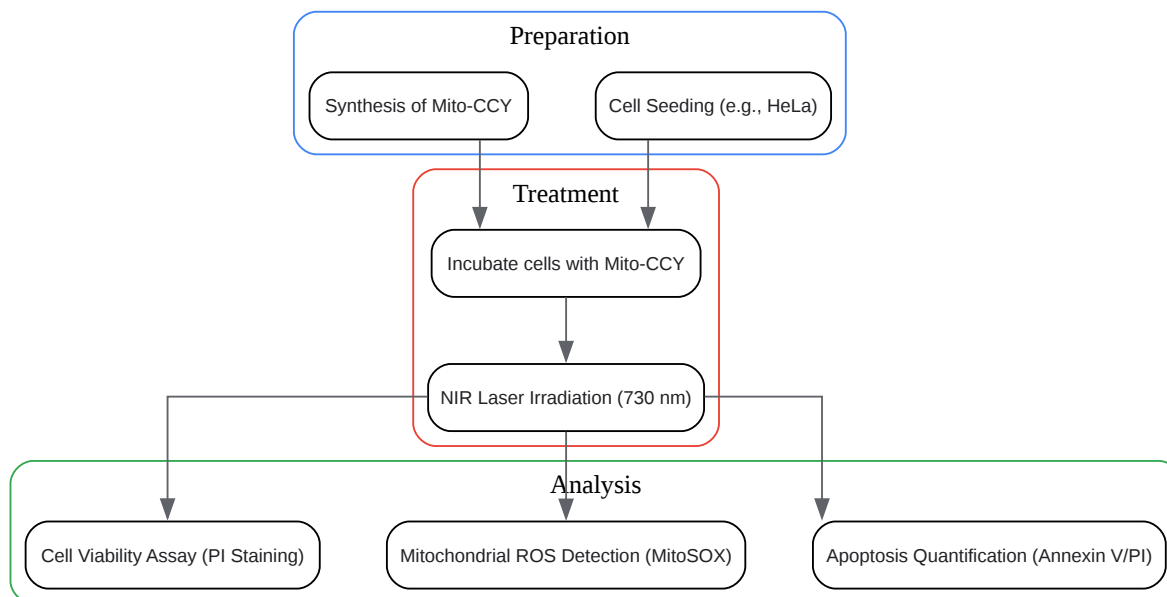 Preparation
Synthesis of Mito-CCY
Cell Seeding (e.g., HeLa)
Treatment
Incubate cells with Mito-CCY
NIR Laser Irradiation (730 nm)
Analysis
Cell Viability Assay (PI Staining)
Mitochondrial ROS Detection (MitoSOX)
Apoptosis Quantification (Annexin V/PI)